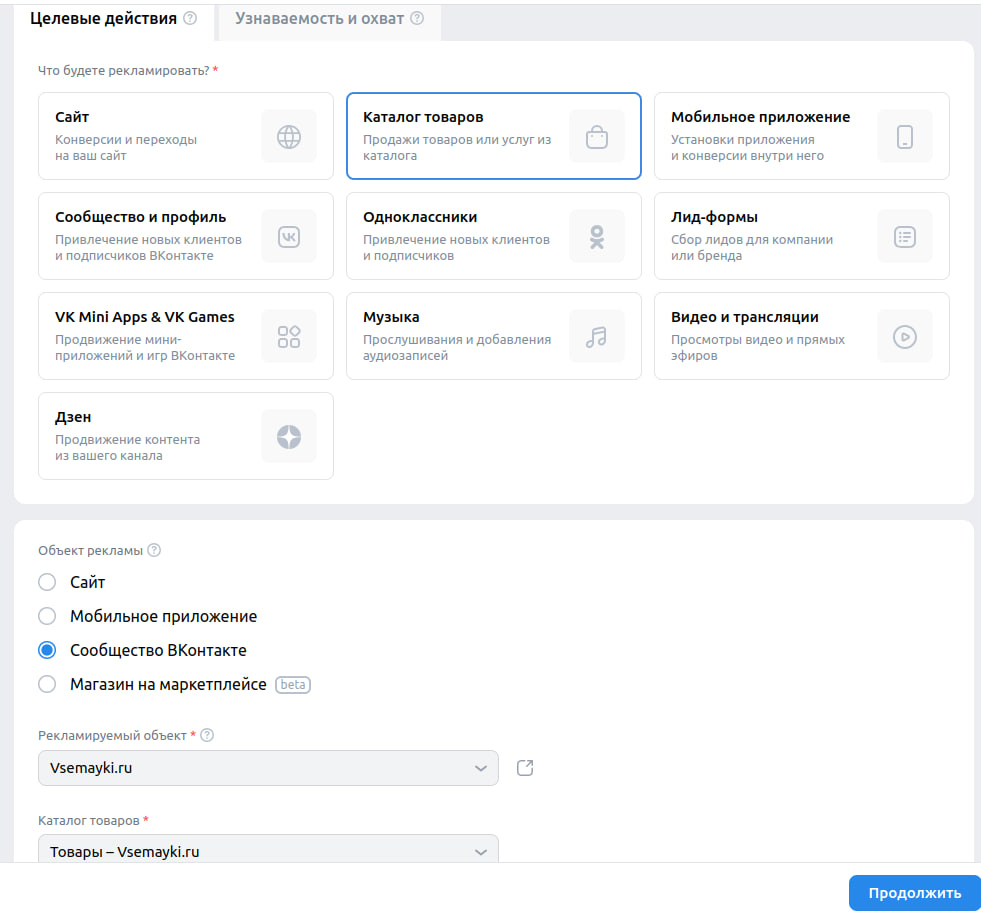 Целевые действия
Узнаваемость и охват
Что будете рекламировать? *
Сайт
Конверсии и переходы
на ваш сайт
Каталог товаров
Продажи товаров или услуг из
каталога
Мобильное приложение
Установки приложения
и конверсии внутри него
Сообщество и профиль
Привлечение новых клиентов
и подписчиков ВКонтакте
Одноклассники
Привлечение новых клиентов
и подписчиков
Лид-формы
Сбор лидов для компании
или бренда
VK Mini Apps & VK Games
Продвижение мини-
приложений и игр ВКонтакте
Музыка
Прослушивания и добавления
аудиозаписей
Видео и трансляции
Просмотры видео и прямых
эфиров
Дзен
Продвижение контента
из вашего канала
Объект рекламы
Сайт
Мобильное приложение
Сообщество ВКонтакте
Магазин на маркетплейсе beta
Рекламируемый объект *
Vsemayki.ru
Каталог товаров *
Товары – Vsemayki.ru
Продолжить